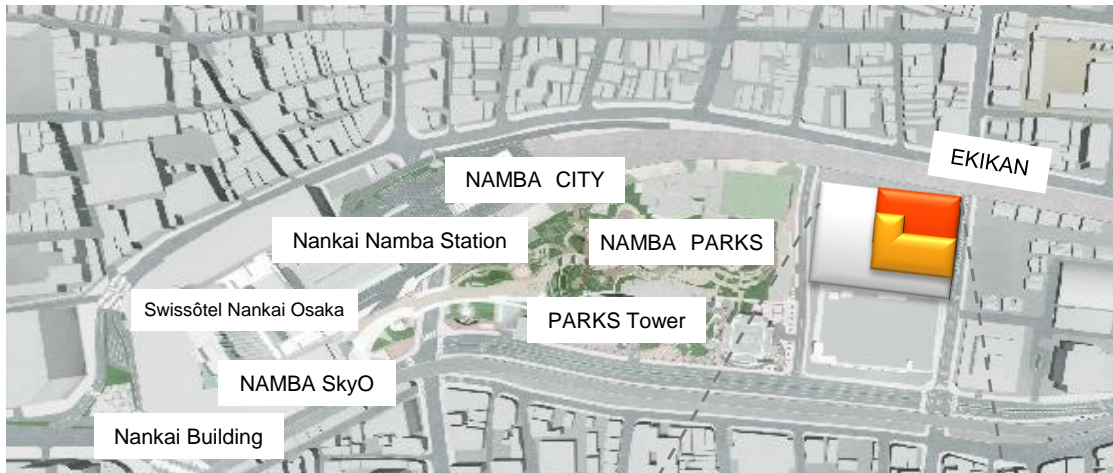 EKIKAN
NAMBA CITY
Nankai Namba Station
NAMBA PARKS
Swissôtel Nankai Osaka
PARKS Tower
NAMBA SkyO
Nankai Building